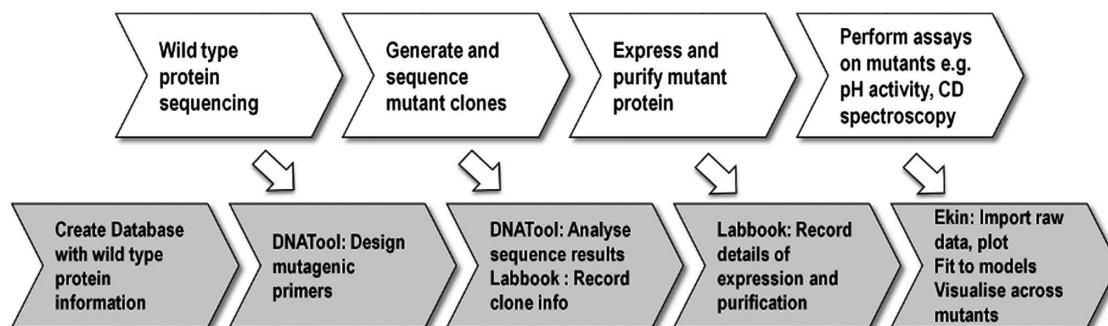 Wild type
protein
sequencing
Generate and
sequence
mutant clones
Express and
purify mutant
protein
Perform assays
on mutants e.g.
pH activity, CD
spectroscopy
Create Database
with wild type
protein
information
DNATool: Design
mutagenic
primers
DNATool: Analyse
sequence results
Labbook : Record
clone info
Labbook: Record
details of
expression and
purification
Ekin: Import raw
data, plot
Fit to models
Visualise across
mutants